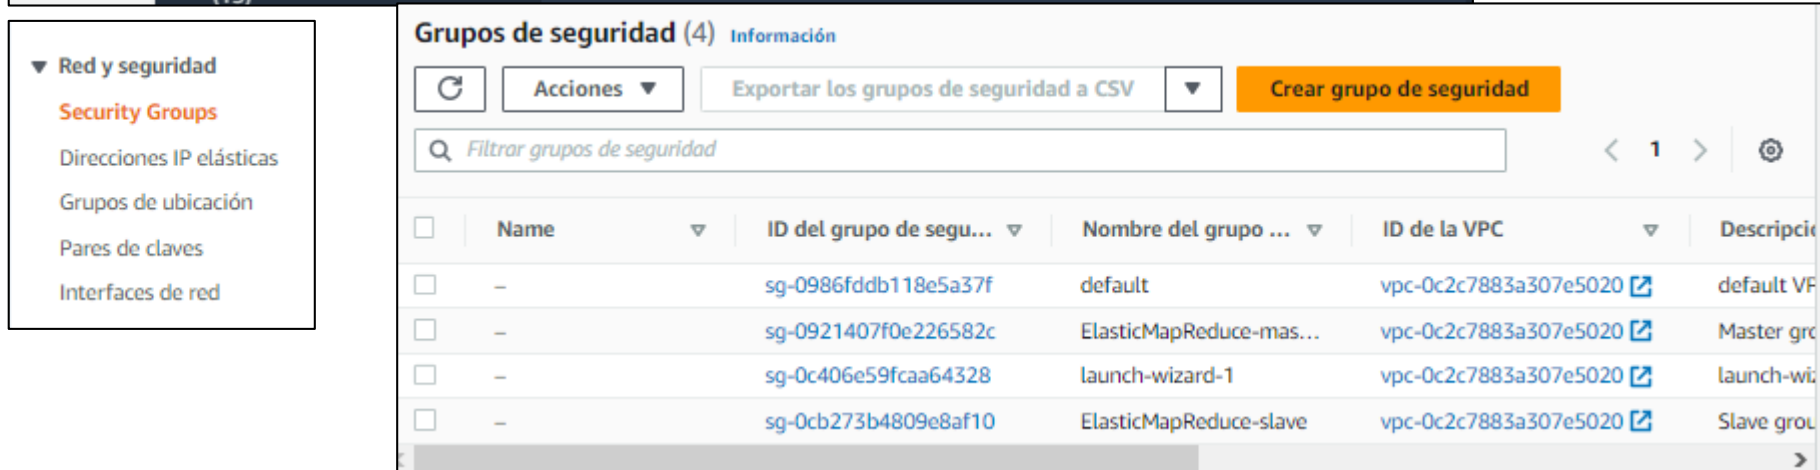 Red y seguridad
Security Groups
Direcciones IP elásticas
Grupos de ubicación
Pares de claves
Interfaces de red
Grupos de seguridad (4) Información
Acciones Exportar los grupos de seguridad a CSV Crear grupo de seguridad
Filtrar grupos de seguridad 1
Name ID del grupo de segu... Nombre del grupo ... ID de la VPC Descripció
– sg-0986fddb118e5a37f default vpc-0c2c7883a307e5020 default VP
– sg-0921407f0e226582c ElasticMapReduce-mas... vpc-0c2c7883a307e5020 Master gro
– sg-0c406e59fcaa64328 launch-wizard-1 vpc-0c2c7883a307e5020 launch-wiz
– sg-0cb273b4809e8af10 ElasticMapReduce-slave vpc-0c2c7883a307e5020 Slave grou